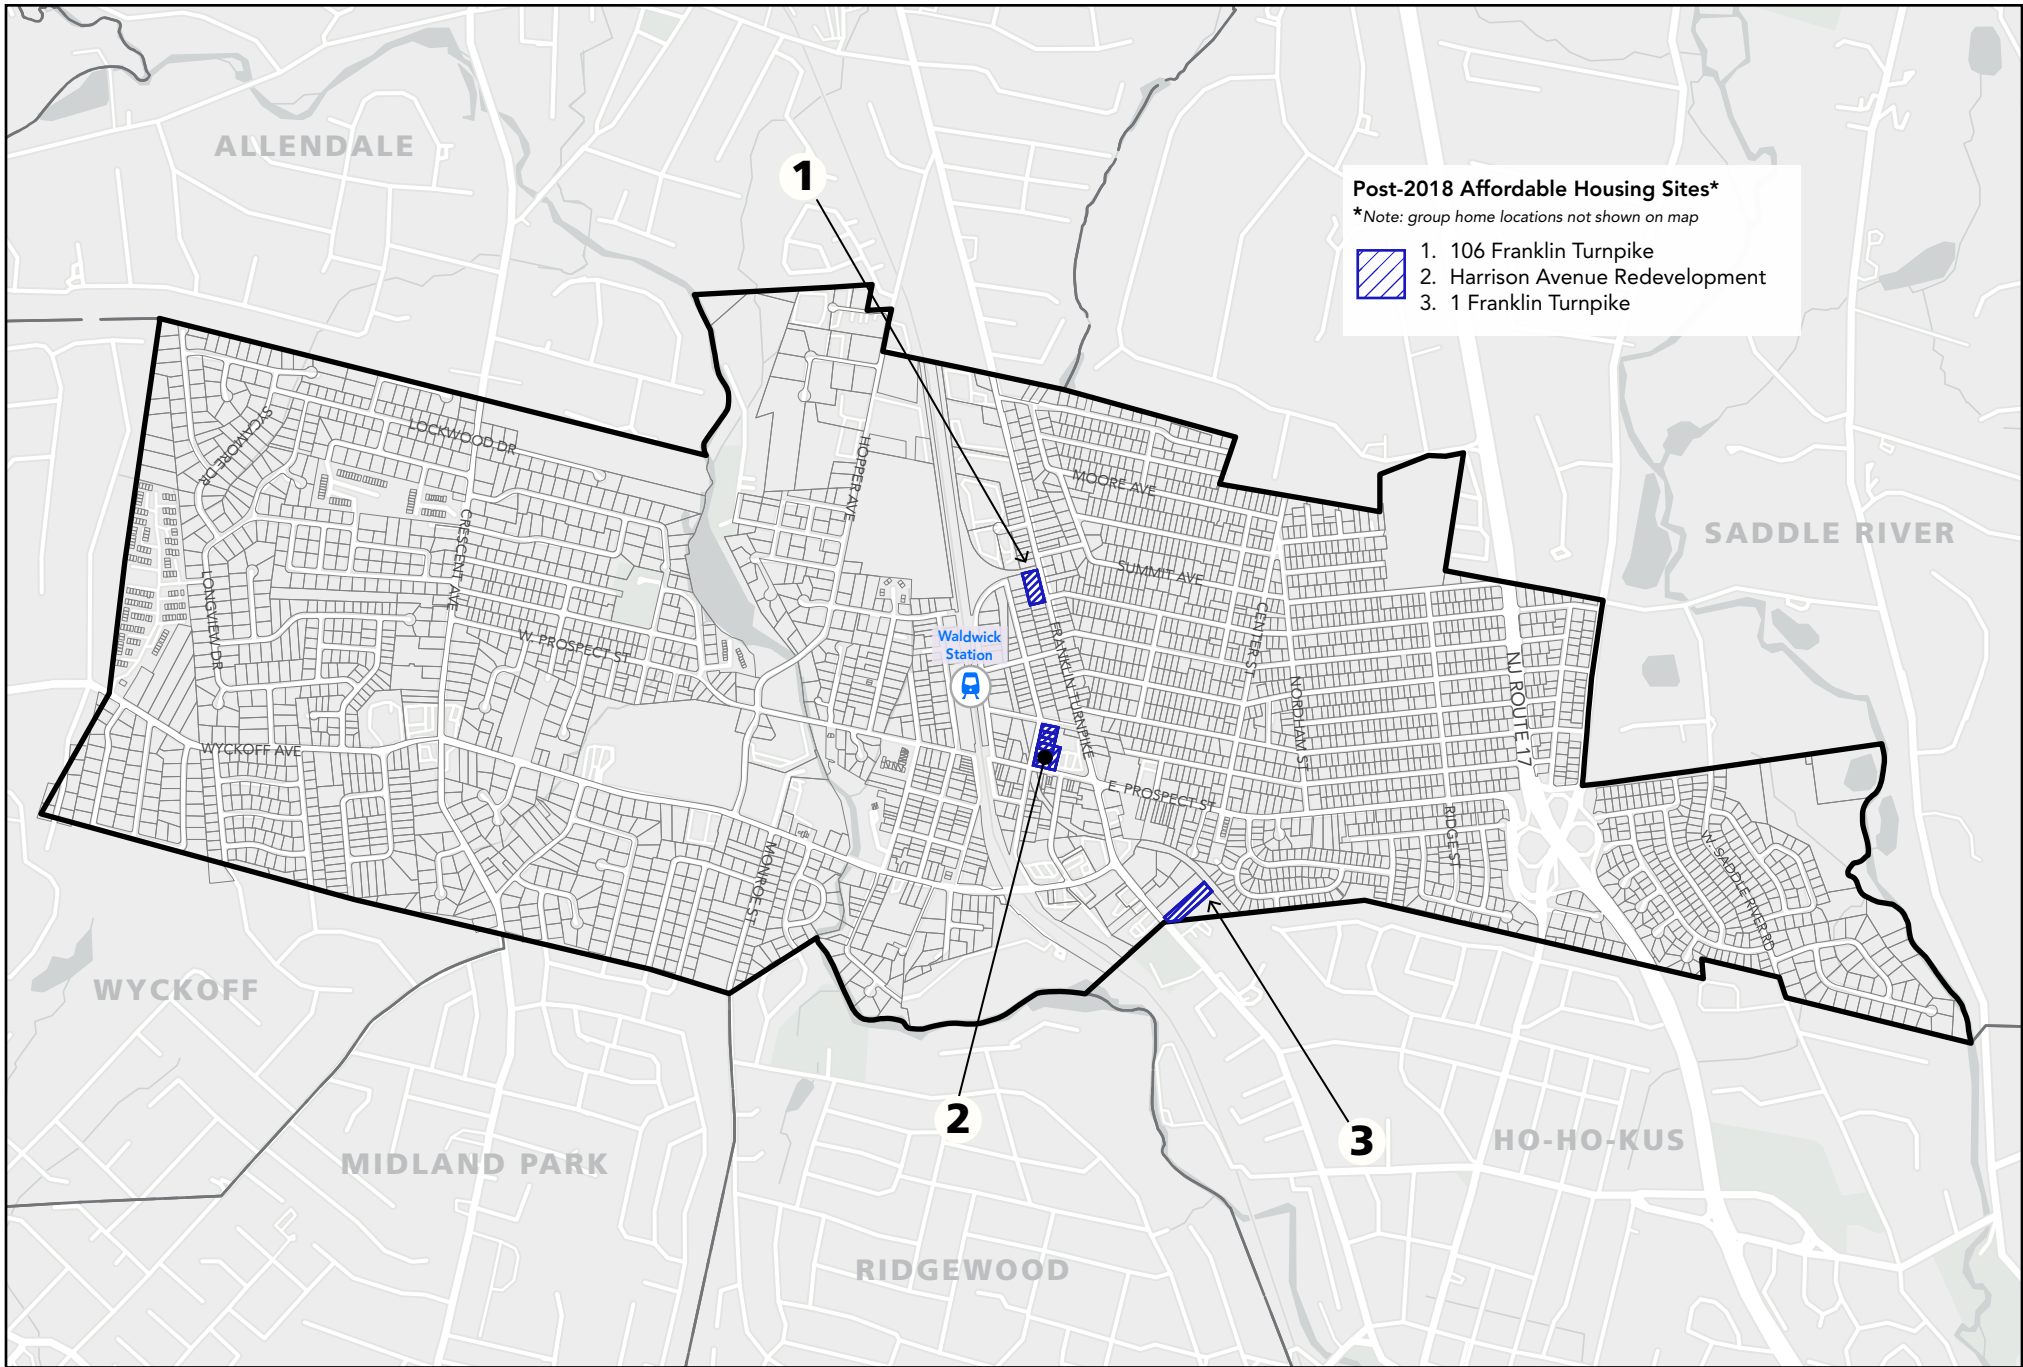 ALLENDALE
1
Post-2018 Affordable Housing Sites*
*Note: group home locations not shown on map
1. 106 Franklin Turnpike
2. Harrison Avenue Redevelopment
3. 1 Franklin Turnpike
SYCAMORE DR
LOCKWOOD DR
HOPPER AVE
MOORE AVE
SADDLE RIVER
CRESCENT AVE
LONGVIEW DR
SUMMIT AVE
CENTER ST
W. PROSPECT ST
Waldwick
Station
FRANKLIN TURNPIKE
NORDHAM ST
NJ ROUTE 17
WYCKOFF AVE
E. PROSPECT ST
RIDGE ST
W. SADDLE RIVER RD
MONROE ST
WYCKOFF
2
3
HO-HO-KUS
MIDLAND PARK
RIDGEWOOD